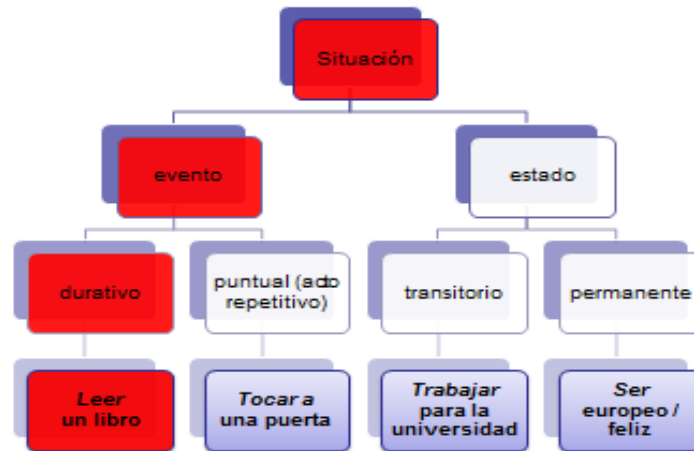 Situación
evento
estado
durativo
puntual (acto
repetitivo)
transitorio
permanente
Leer
un libro
Tocar a
una puerta
Trabajar
para la
universidad
Ser
europeo /
feliz